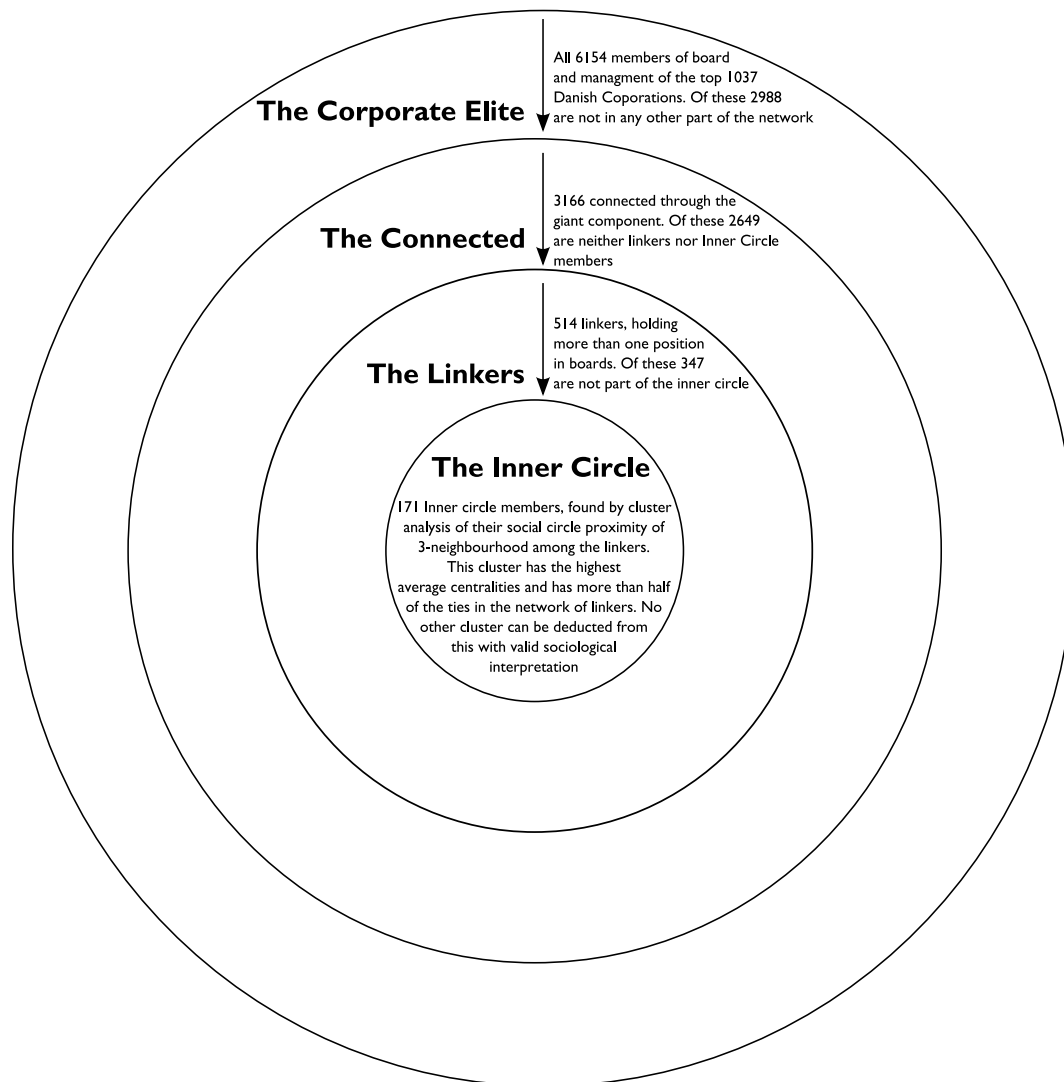 The Corporate Elite
All 6154 members of board
and managment of the top 1037
Danish Coporations. Of these 2988
are not in any other part of the network
The Connected
3166 connected through the
giant component. Of these 2649
are neither linkers nor Inner Circle
members
The Linkers
514 linkers, holding
more than one position
in boards. Of these 347
are not part of the inner circle
The Inner Circle
171 Inner circle members, found by cluster
analysis of their social circle proximity of
3-neighbourhood among the linkers.
This cluster has the highest
average centralities and has more than half
of the ties in the network of linkers. No
other cluster can be deducted from
this with valid sociological
interpretation